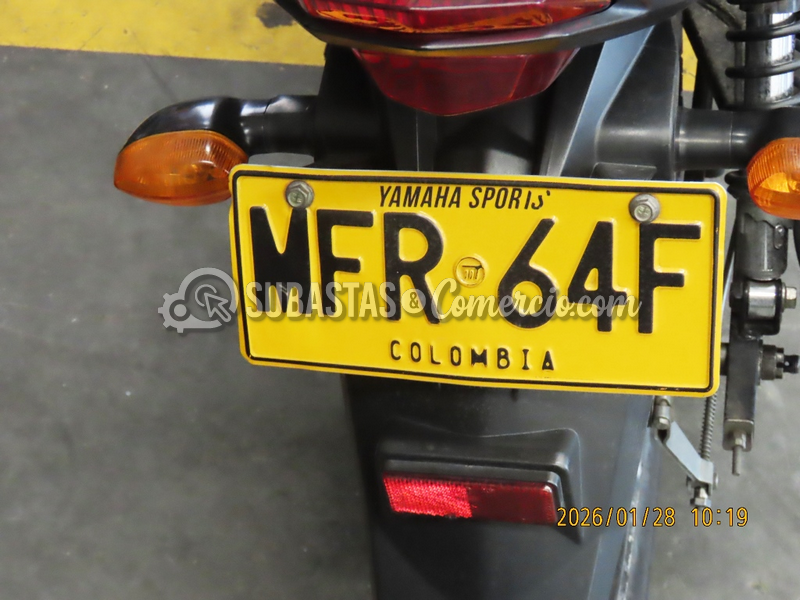 YAMAHA SPORTS
MFR 64F
SUBASTAS & Comercio.com
COLOMBIA
2026/01/28 10:19